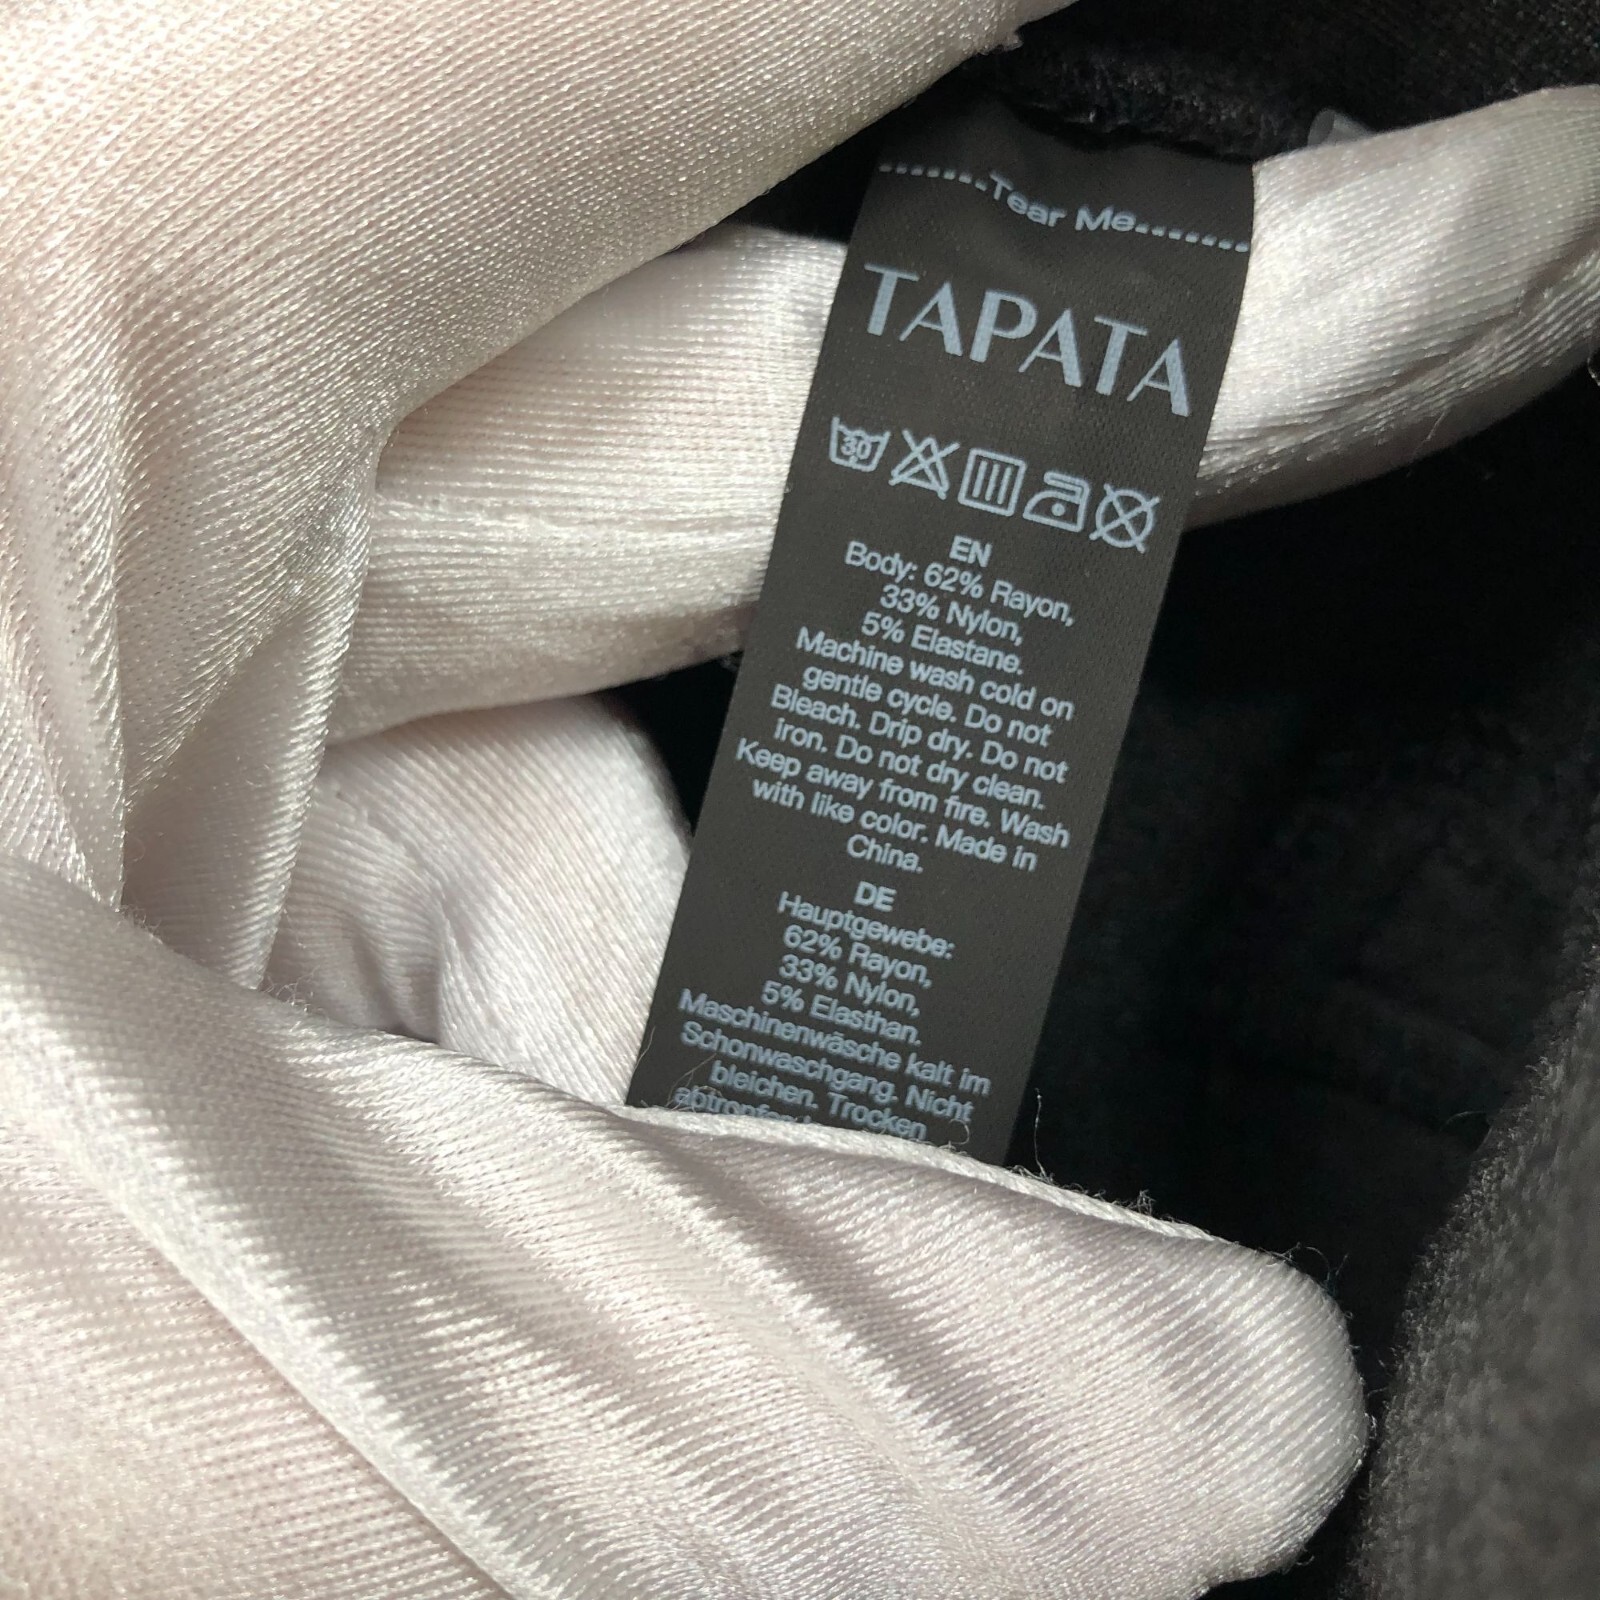 -------Tear Me-------
TAPATA
30
EN
Body: 62% Rayon,
33% Nylon,
5% Elastane.
Machine wash cold on
gentle cycle. Do not
Bleach. Drip dry. Do not
iron. Do not dry clean.
Keep away from fire. Wash
with like color. Made in
China.
DE
Hauptgewebe:
62% Rayon,
33% Nylon,
5% Elasthan.
Maschinenwäsche kalt im
Schonwaschgang. Nicht
bleichen. Trocken